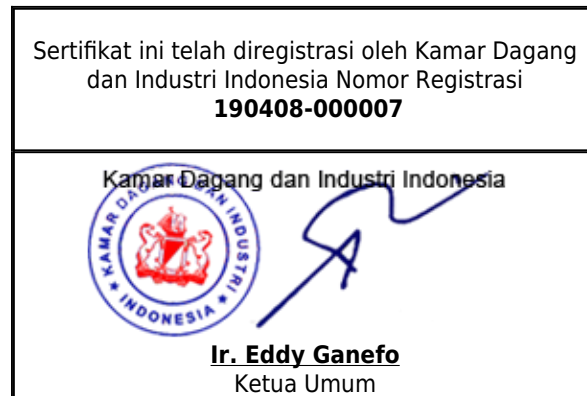 Sertifikat ini telah diregistrasi oleh Kamar Dagang
dan Industri Indonesia Nomor Registrasi
190408-000007
Kamar Dagang dan Industri Indonesia
KAMAR DAGANG DAN INDUSTRI
INDONESIA
Ir. Eddy Ganefo
Ketua Umum